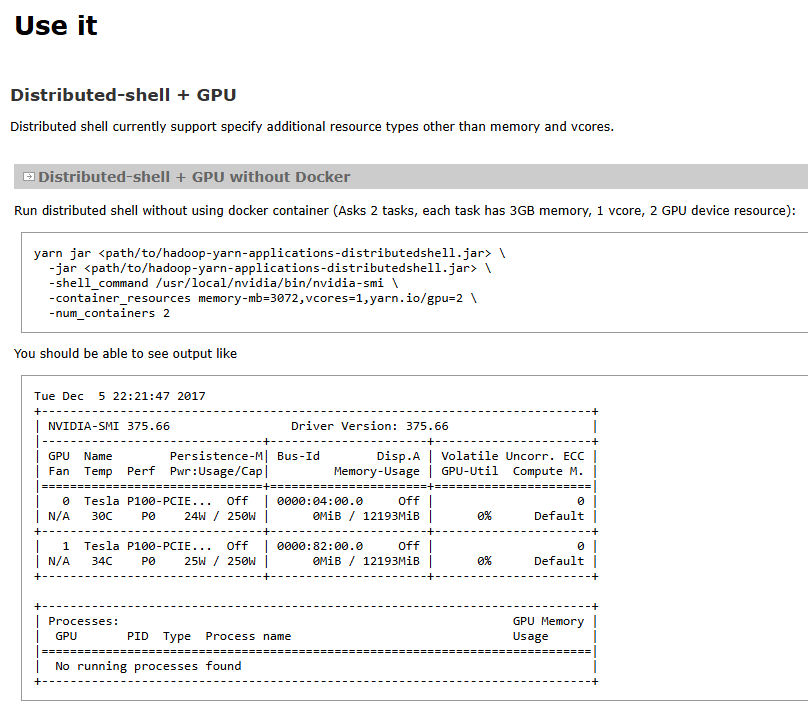 Use it
Distributed-shell + GPU
Distributed shell currently support specify additional resource types other than memory and vcores.
Distributed-shell + GPU without Docker
Run distributed shell without using docker container (Asks 2 tasks, each task has 3GB memory, 1 vcore, 2 GPU device resource):
yarn jar <path/to/hadoop-yarn-applications-distributedshell.jar> \
  -jar <path/to/hadoop-yarn-applications-distributedshell.jar> \
  -shell_command /usr/local/nvidia/bin/nvidia-smi \
  -container_resources memory-mb=3072,vcores=1,yarn.io/gpu=2 \
  -num_containers 2
You should be able to see output like
Tue Dec  5 22:21:47 2017
+-----------------------------------------------------------------------------+
| NVIDIA-SMI 375.66                 Driver Version: 375.66                    |
|-------------------------------+----------------------+----------------------+
| GPU  Name        Persistence-M| Bus-Id        Disp.A | Volatile Uncorr. ECC |
| Fan  Temp  Perf  Pwr:Usage/Cap|         Memory-Usage | GPU-Util  Compute M. |
|===============================+======================+======================|
|   0  Tesla P100-PCIE...  Off  | 0000:04:00.0     Off |                    0 |
| N/A   30C    P0    24W / 250W |      0MiB / 12193MiB |      0%      Default |
+-------------------------------+----------------------+----------------------+
|   1  Tesla P100-PCIE...  Off  | 0000:82:00.0     Off |                    0 |
| N/A   34C    P0    25W / 250W |      0MiB / 12193MiB |      0%      Default |
+-------------------------------+----------------------+----------------------+
+-----------------------------------------------------------------------------+
| Processes:                                                       GPU Memory |
|  GPU       PID  Type  Process name                               Usage      |
|=============================================================================|
|  No running processes found                                                 |
+-----------------------------------------------------------------------------+